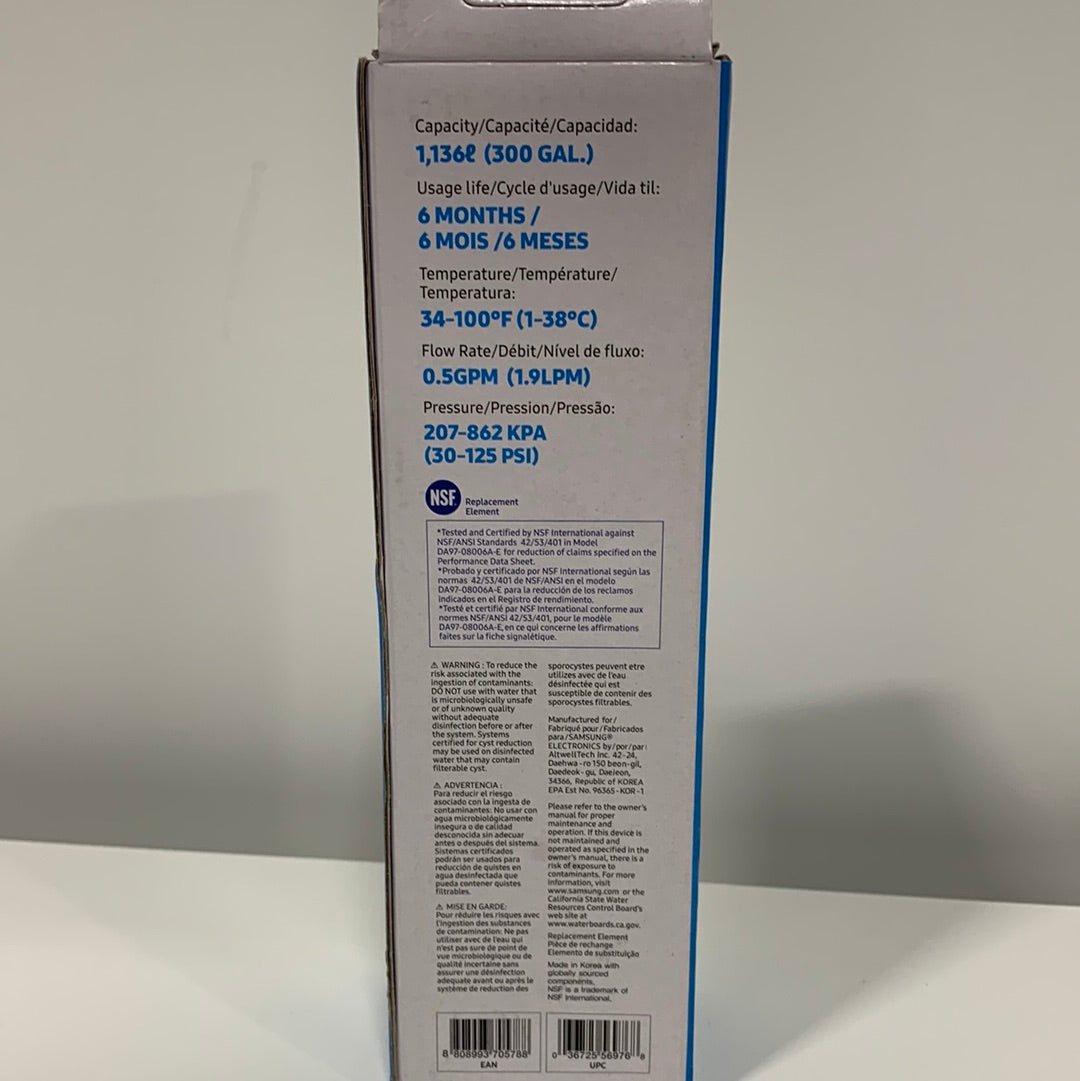 Capacity/Capacité/Capacidad:
1,136ℓ (300 GAL.)
Usage life/Cycle d'usage/Vida til:
6 MONTHS /
6 MOIS /6 MESES
Temperature/Température/
Temperatura:
34-100°F (1-38°C)
Flow Rate/Débit/Nível de fluxo:
0.5GPM (1.9LPM)
Pressure/Pression/Pressão:
207-862 KPA
(30-125 PSI)
NSF
Replacement
Element
*Tested and Certified by NSF International against
NSF/ANSI Standards 42/53/401 in Model
DA97-08006A-E for reduction of claims specified on the
Performance Data Sheet.
*Probado y certificado por NSF International según las
normas 42/53/401 de NSF/ANSI en el modelo
DA97-08006A-E para la reducción de los reclamos
indicados en el Registro de rendimiento.
*Testé et certifié par NSF International conforme aux
normes NSF/ANSI 42/53/401, pour le modèle
DA97-08006A-E, en ce qui concerne les affirmations
faites sur la fiche signalétique.
⚠ WARNING : To reduce the
risk associated with the
ingestion of contaminants:
DO NOT use with water that
is microbiologically unsafe
or of unknown quality
without adequate
disinfection before or after
the system. Systems
certified for cyst reduction
may be used on disinfected
water that may contain
filterable cyst.
⚠ ADVERTENCIA :
Para reducir el riesgo
asociado con la ingesta de
contaminantes: No usar con
agua microbiológicamente
insegura o de calidad
desconocida sin adecuar
antes o después del sistema.
Sistemas certificados
podrán ser usados para
reducción de quistes en
agua desinfectada que
pueda contener quistes
filtrables.
⚠ MISE EN GARDE:
Pour réduire les risques avec
l'ingestion des substances
de contamination: Ne pas
utiliser avec de l'eau qui
n'est pas sure de point de
vue microbiologique ou de
qualité incertaine sans
assurer une désinfection
adequate avant ou après le
système de reduction des
sporocystes peuvent etre
utilizes avec de l'eau
désinfectée qui est
susceptible de contenir des
sporocystes filtrables.
Manufactured for/
Fabriqué pour/Fabricados
para/SAMSUNG®
ELECTRONICS by/por/par:
AltwellTech Inc. 42-24,
Daehwa-ro 150 beon-gil,
Daedeok-gu, Daejeon,
34366, Republic of KOREA
EPA Est No. 96365-KOR-1
Please refer to the owner's
manual for proper
maintenance and
operation. If this device is
not maintained and
operated as specified in the
owner's manual, there is a
risk of exposure to
contaminants. For more
information, visit
www.samsung.com or the
California State Water
Resources Control Board's
web site at
www.waterboards.ca.gov.
Replacement Element
Pièce de rechange
Elemento de substituição
Made in Korea with
globally sourced
components.
NSF is a trademark of
NSF International.
8 808993 705788
EAN
0 36725 56976 8
UPC